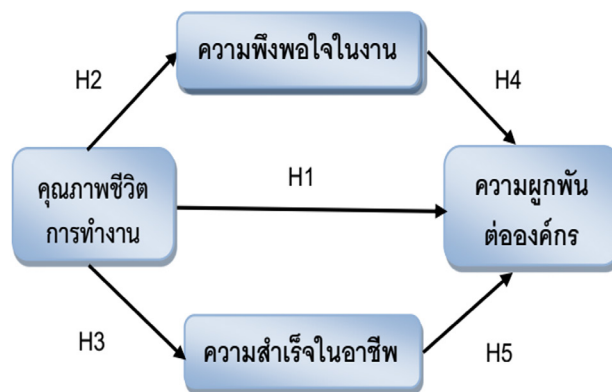 ความพึงพอใจในงาน
H2
H4
คุณภาพชีวิต
การทำงาน
H1
ความผูกพัน
ต่อองค์กร
H3
ความสำเร็จในอาชีพ
H5